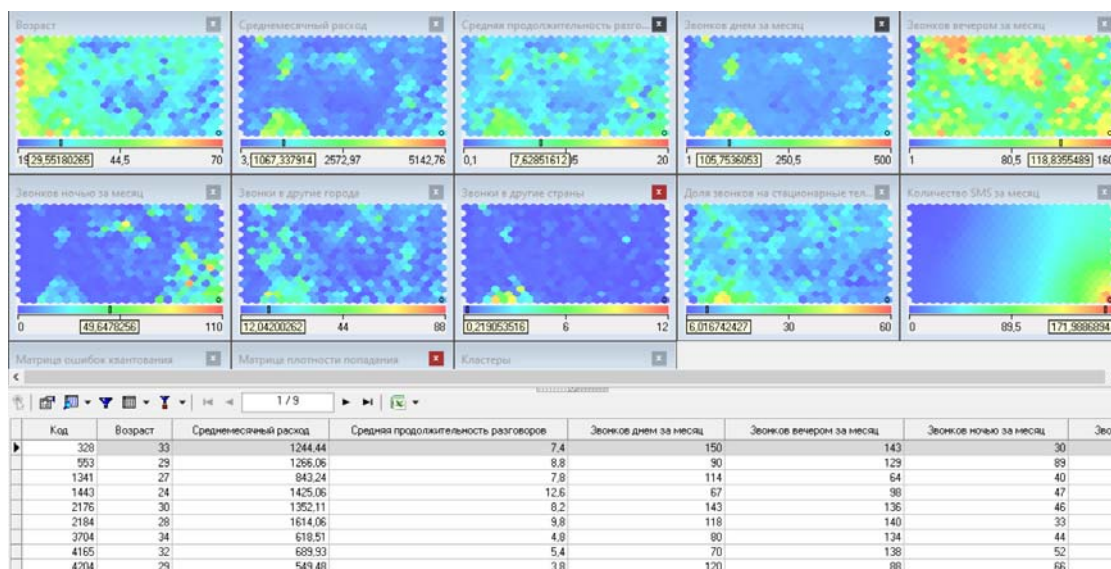 Возраст
Среднемесячный расход
Средняя продолжительность разго...
Звонков днем за месяц
Звонков вечером за месяц
29,55180265 44,5 70
1067,337914 2572,97 5142,76
0,1 7,62851612 20
1 105,7536053 250,5 500
1 80,5 118,8355489 160
Звонков ночью за месяц
Звонки в другие города
Звонки в другие страны
Доля звонков на стационарные тел...
Количество SMS за месяц
0 49,6478256 110
12,04200262 44 88
0,219053516 6 12
6,016742427 30 60
0 89,5 171,9886894
Матрица ошибок квантования
Матрица плотности попадания
Кластеры
1 / 9
Код Возраст Среднемесячный расход Средняя продолжительность разговоров Звонков днем за месяц Звонков вечером за месяц Звонков ночью за месяц Зво
328 33 1244,44 7,4 150 143 30
553 29 1266,06 8,8 90 129 89
1341 27 843,24 7,8 114 64 40
1443 24 1425,06 12,6 67 98 47
2176 30 1352,11 8,2 143 136 46
2184 28 1614,06 9,8 118 140 33
3704 34 618,51 4,8 80 134 44
4165 32 689,93 5,4 70 138 52
4204 29 549,48 3,8 120 88 66